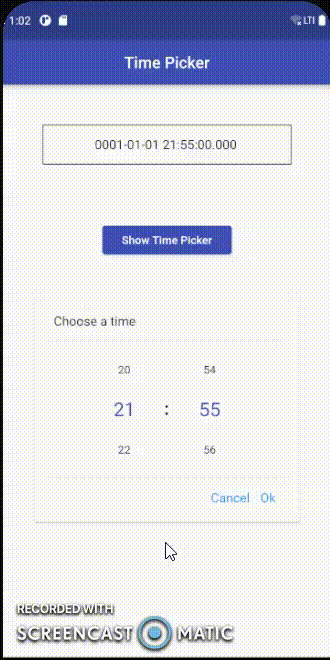 1:02 LTE
Time Picker
0001-01-01 21:55:00.000
Show Time Picker
Choose a time
20 54
21 : 55
22 56
Cancel Ok
RECORDED WITH
SCREENCAST MATIC